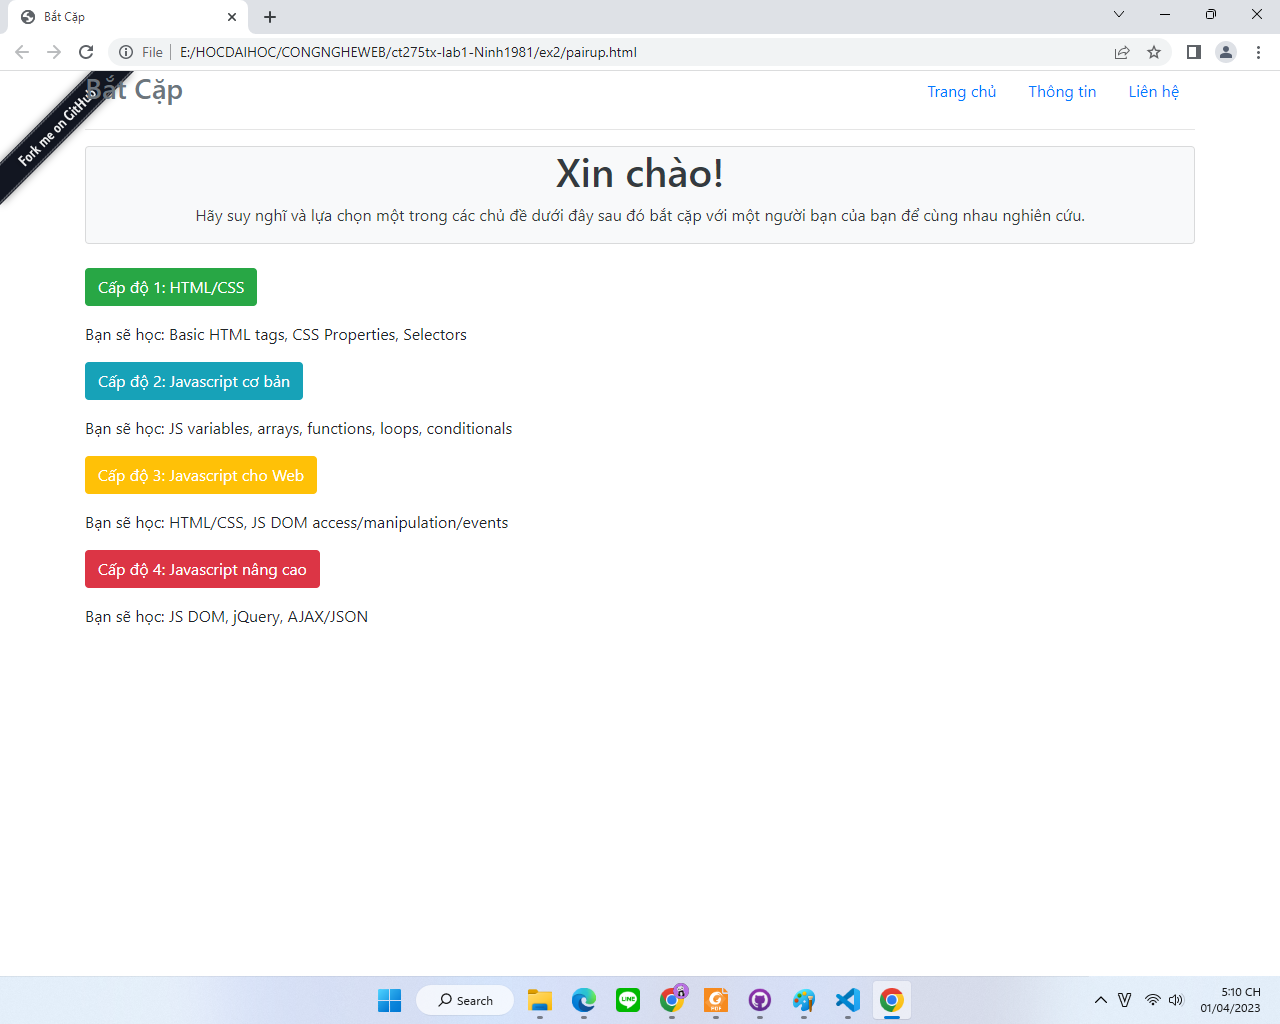 Bắt Cặp
File
E:/HOCDAIHOC/CONGNGHEWEB/ct275tx-lab1-Ninh1981/ex2/pairup.html
Fork me on GitHub
Bắt Cặp
Trang chủ
Thông tin
Liên hệ
Xin chào!
Hãy suy nghĩ và lựa chọn một trong các chủ đề dưới đây sau đó bắt cặp với một người bạn của bạn để cùng nhau nghiên cứu.
Cấp độ 1: HTML/CSS
Bạn sẽ học: Basic HTML tags, CSS Properties, Selectors
Cấp độ 2: Javascript cơ bản
Bạn sẽ học: JS variables, arrays, functions, loops, conditionals
Cấp độ 3: Javascript cho Web
Bạn sẽ học: HTML/CSS, JS DOM access/manipulation/events
Cấp độ 4: Javascript nâng cao
Bạn sẽ học: JS DOM, jQuery, AJAX/JSON
Search
LINE
PDF
V
5:10 CH
01/04/2023